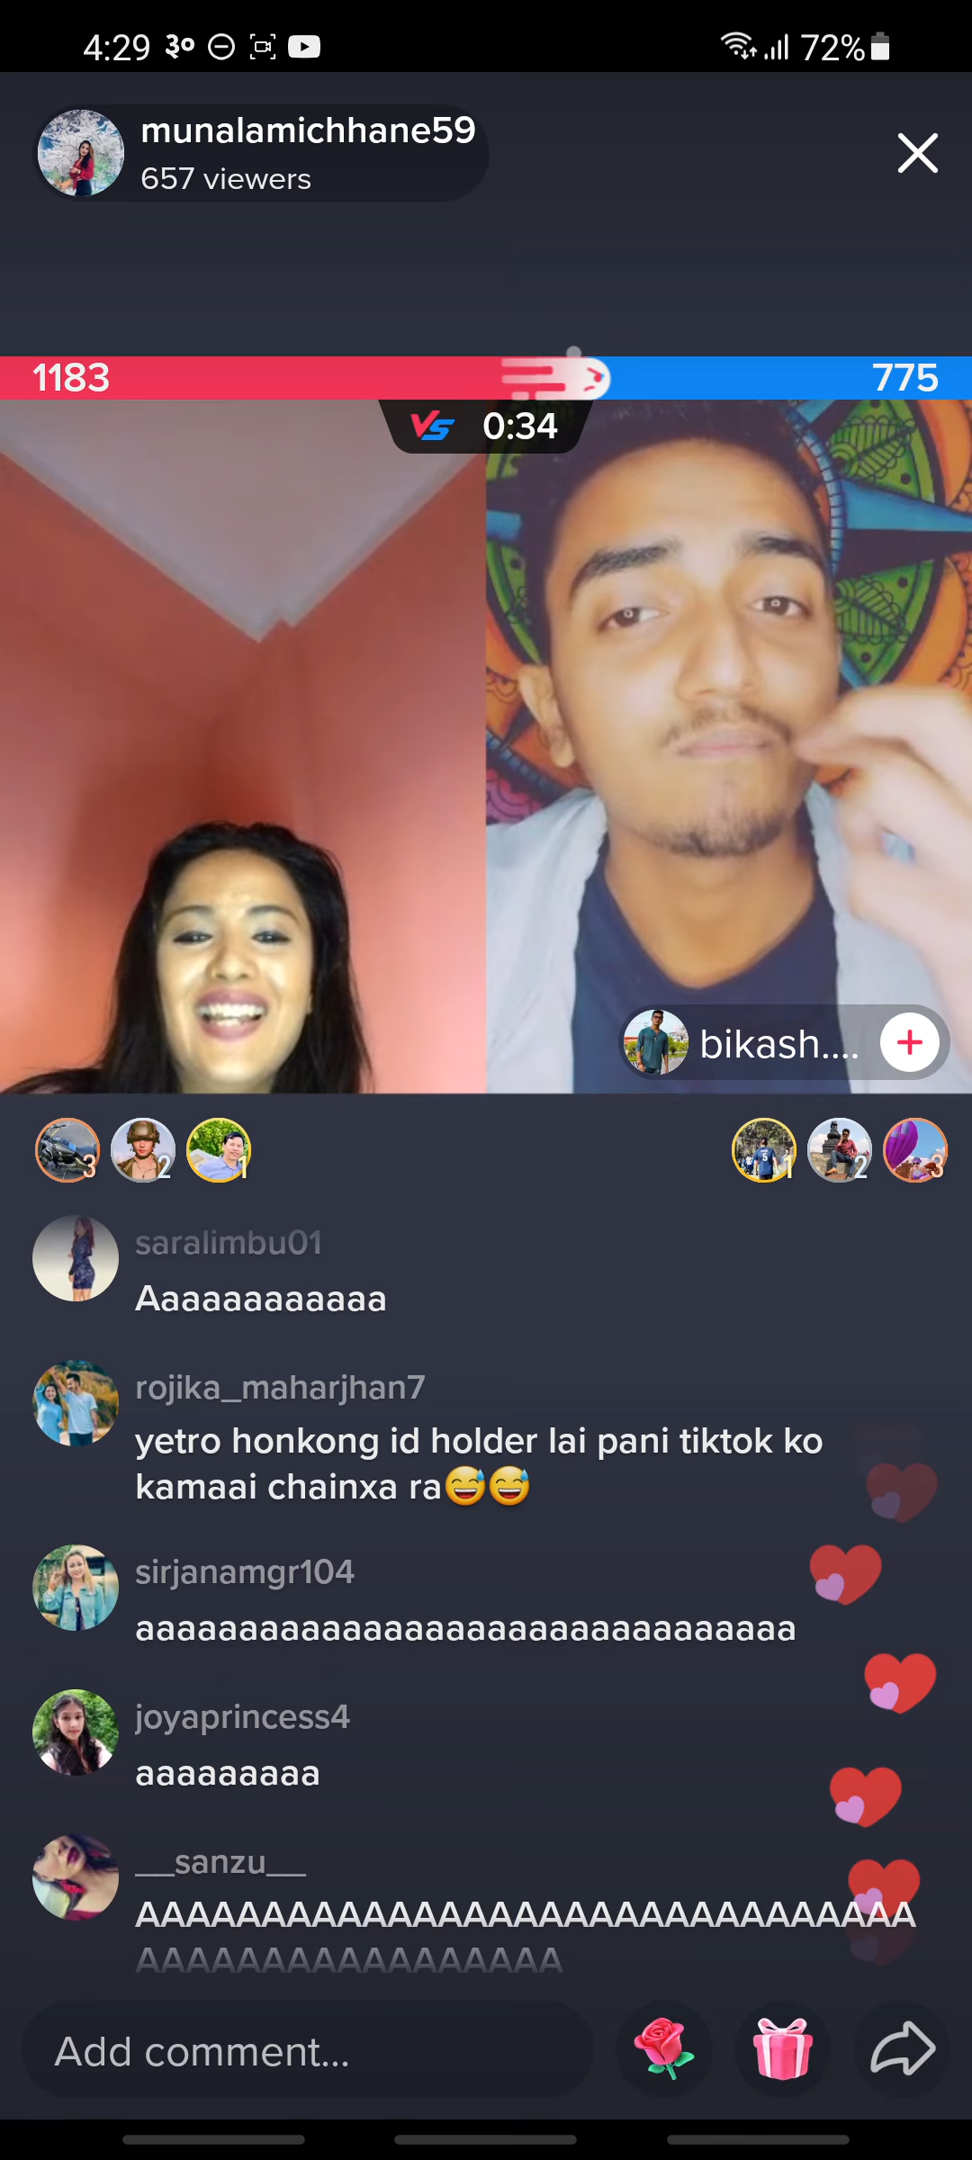 4:29 ३० 72%
munalamichhane59
657 viewers
1183 775
VS 0:34
bikash....
3 2 1 1 2 3
saralimbu01
Aaaaaaaaaaaa
rojika_maharjhan7
yetro honkong id holder lai pani tiktok ko
kamaai chainxa ra😅😅
sirjanamgr104
aaaaaaaaaaaaaaaaaaaaaaaaaaaaaaaa
joyaprincess4
aaaaaaaaa
__sanzu__
AAAAAAAAAAAAAAAAAAAAAAAAAAAAAAA
AAAAAAAAAAAAAAAAA
Add comment...